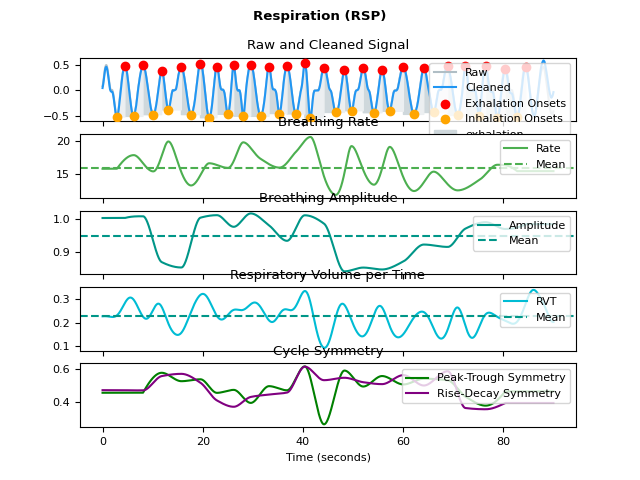 Respiration (RSP)
Raw and Cleaned Signal
0.5
0.0
−0.5
Raw
Cleaned
Exhalation Onsets
Inhalation Onsets
exhalation
Breathing Rate
20
15
Rate
Mean
Breathing Amplitude
1.0
0.9
Amplitude
Mean
Respiratory Volume per Time
0.3
0.2
0.1
RVT
Mean
Cycle Symmetry
0.6
0.4
Peak-Trough Symmetry
Rise-Decay Symmetry
0 20 40 60 80
Time (seconds)